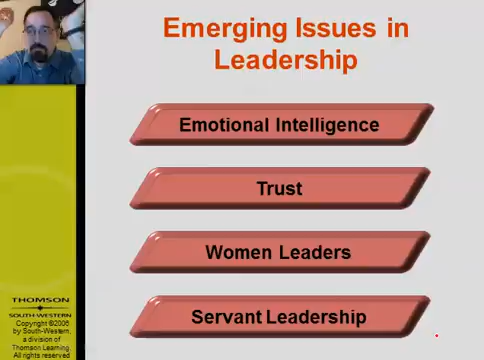 Emerging Issues in
Leadership
Emotional Intelligence
Trust
Women Leaders
Servant Leadership
THOMSON
SOUTH-WESTERN
Copyright ©2006
by South-Western,
a division of
Thomson Learning.
All rights reserved